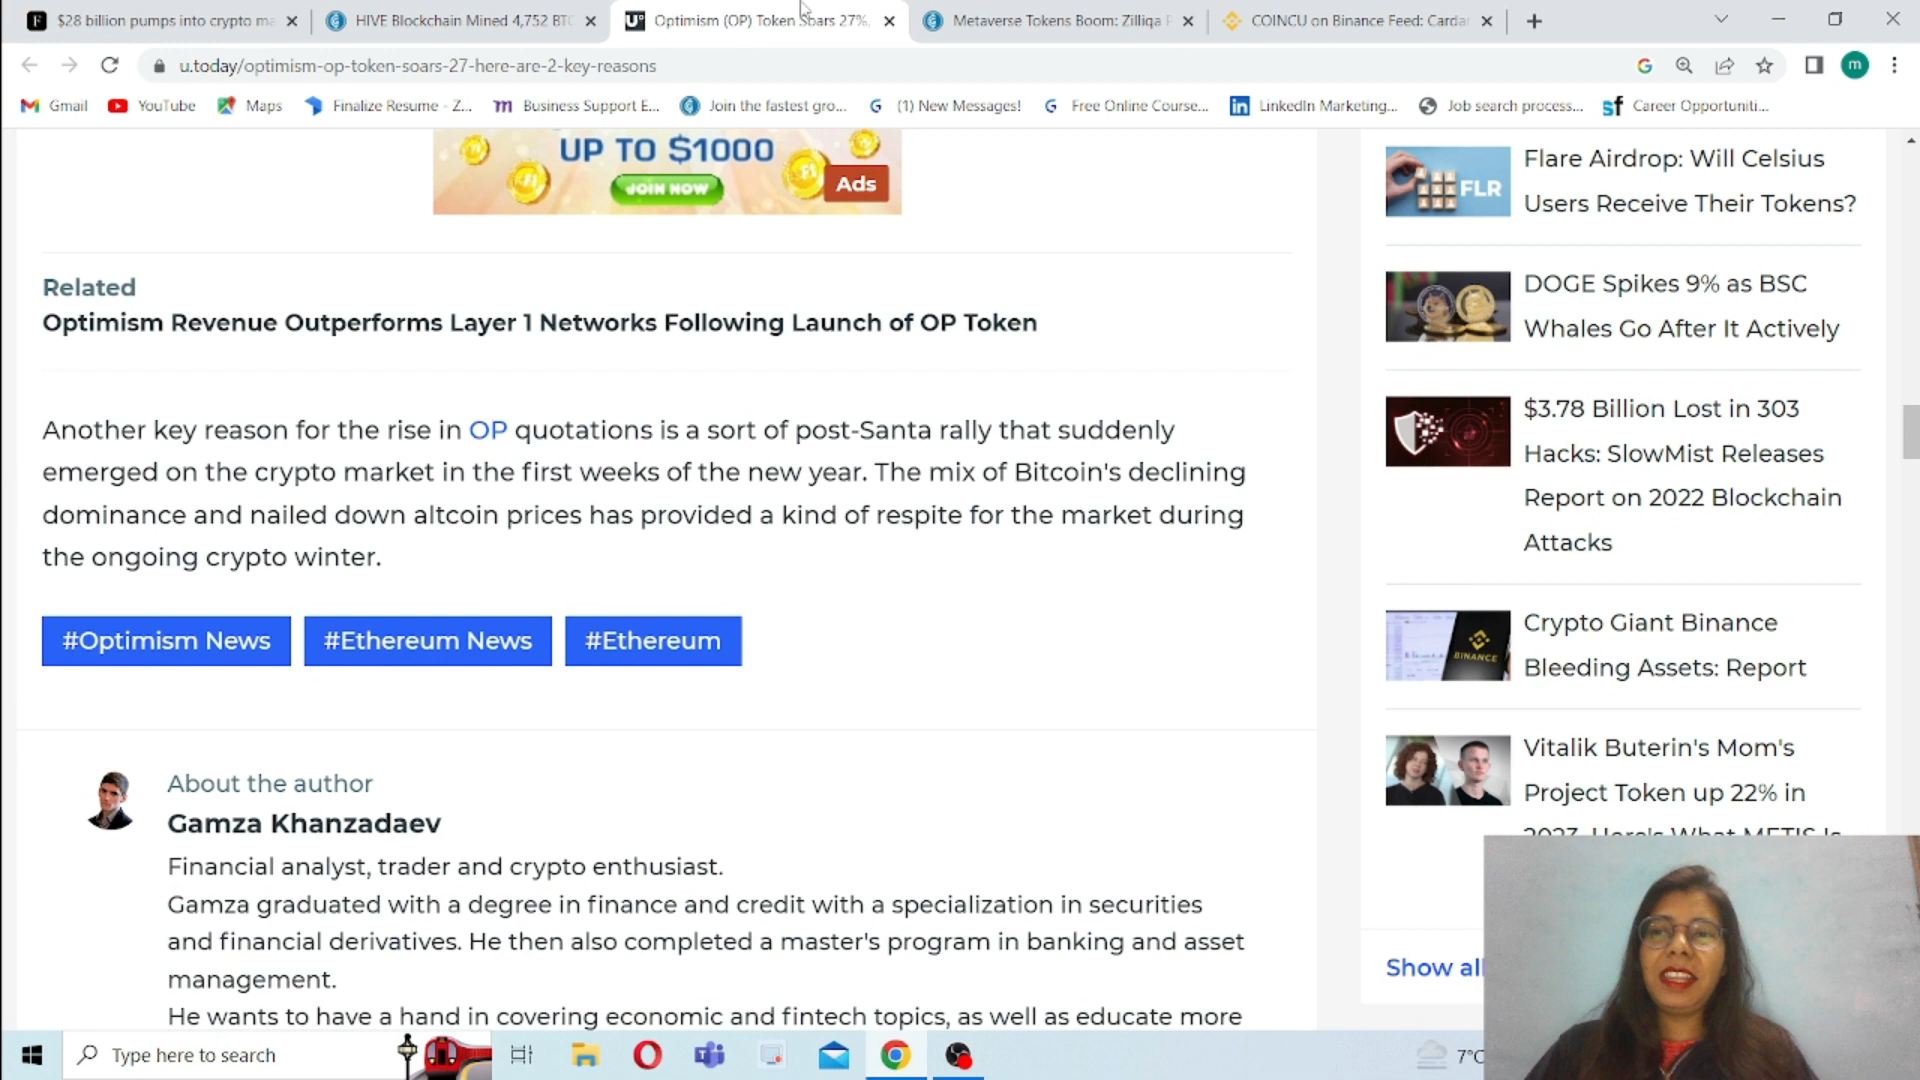 $28 billion pumps into crypto ma
HIVE Blockchain Mined 4,752 BTC
Optimism (OP) Token Soars 27%,
Metaverse Tokens Boom: Zilliqa
COINCU on Binance Feed: Cardan
u.today/optimism-op-token-soars-27-here-are-2-key-reasons
m
Gmail
YouTube
Maps
Finalize Resume - Z...
Business Support E...
Join the fastest gro...
(1) New Messages!
Free Online Course...
LinkedIn Marketing...
Job search process...
Career Opportuniti...
UP TO $1000
JOIN NOW
Ads
Related
Optimism Revenue Outperforms Layer 1 Networks Following Launch of OP Token
Another key reason for the rise in OP quotations is a sort of post-Santa rally that suddenly
emerged on the crypto market in the first weeks of the new year. The mix of Bitcoin's declining
dominance and nailed down altcoin prices has provided a kind of respite for the market during
the ongoing crypto winter.
#Optimism News
#Ethereum News
#Ethereum
About the author
Gamza Khanzadaev
Financial analyst, trader and crypto enthusiast.
Gamza graduated with a degree in finance and credit with a specialization in securities
and financial derivatives. He then also completed a master's program in banking and asset
management.
He wants to have a hand in covering economic and fintech topics, as well as educate more
FLR
Flare Airdrop: Will Celsius
Users Receive Their Tokens?
DOGE Spikes 9% as BSC
Whales Go After It Actively
$3.78 Billion Lost in 303
Hacks: SlowMist Releases
Report on 2022 Blockchain
Attacks
BINANCE
Crypto Giant Binance
Bleeding Assets: Report
Vitalik Buterin's Mom's
Project Token up 22% in
2023, Here's What METIS Is
Show all
Type here to search
7°C